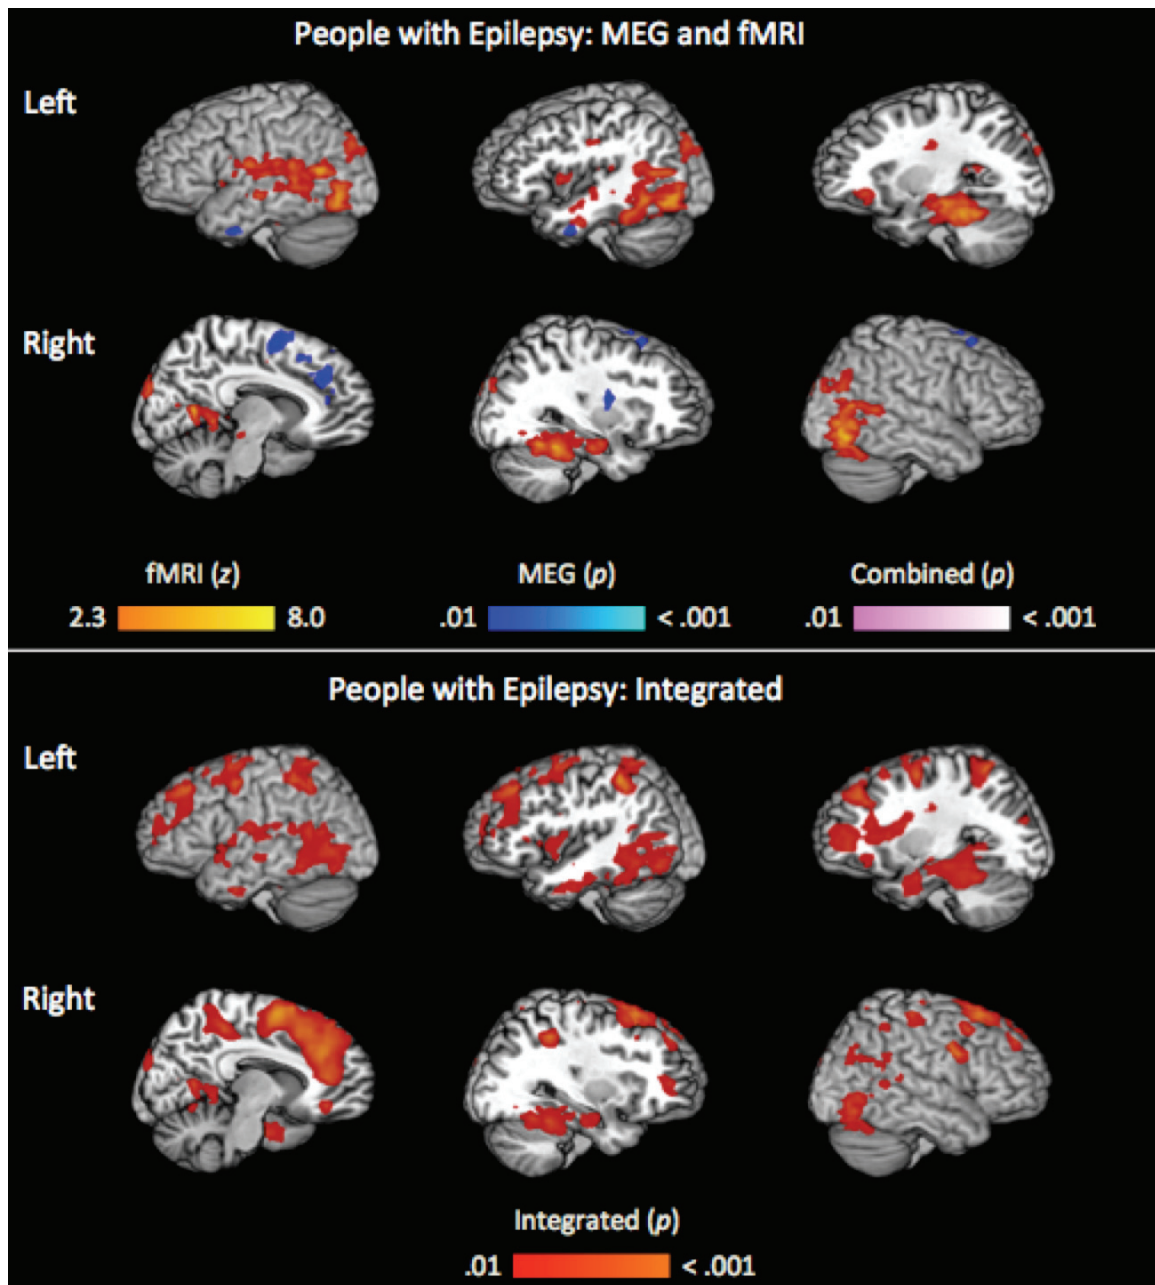 People with Epilepsy: MEG and fMRI
Left
Right
fMRI (z) MEG (p) Combined (p)
2.3 8.0 .01 < .001 .01 < .001
People with Epilepsy: Integrated
Left
Right
Integrated (p)
.01 < .001